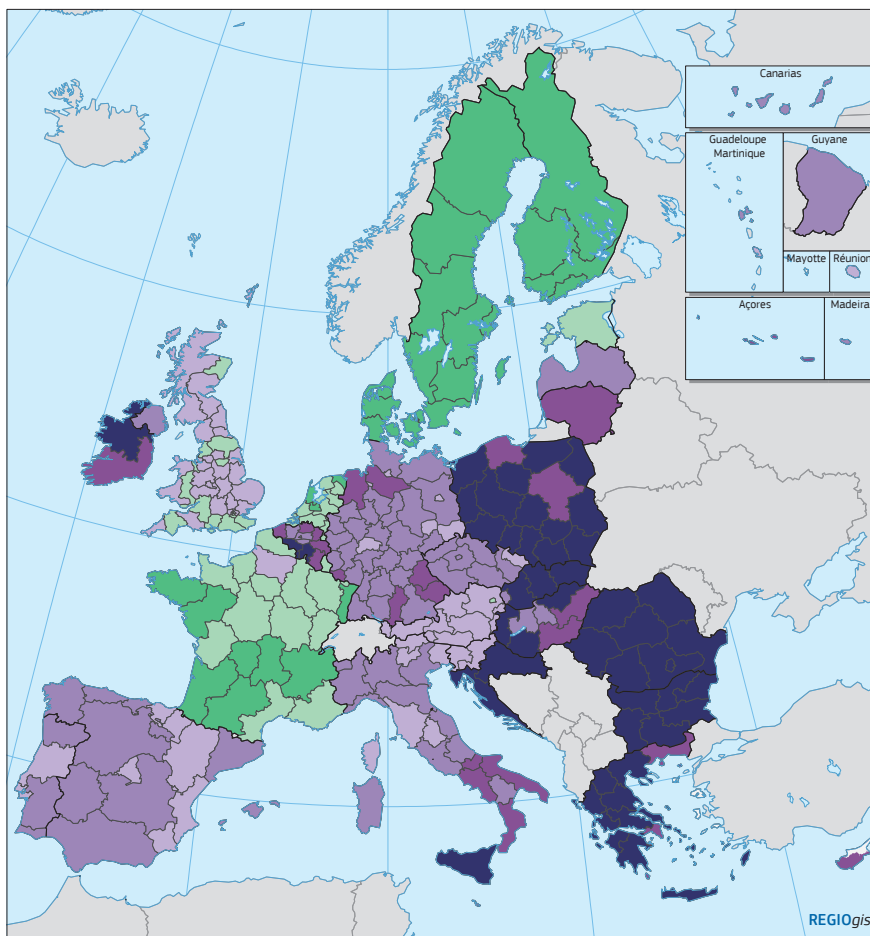 Canarias
Guadeloupe
Martinique
Guyane
Mayotte
Réunion
Açores
Madeira
REGIOgis